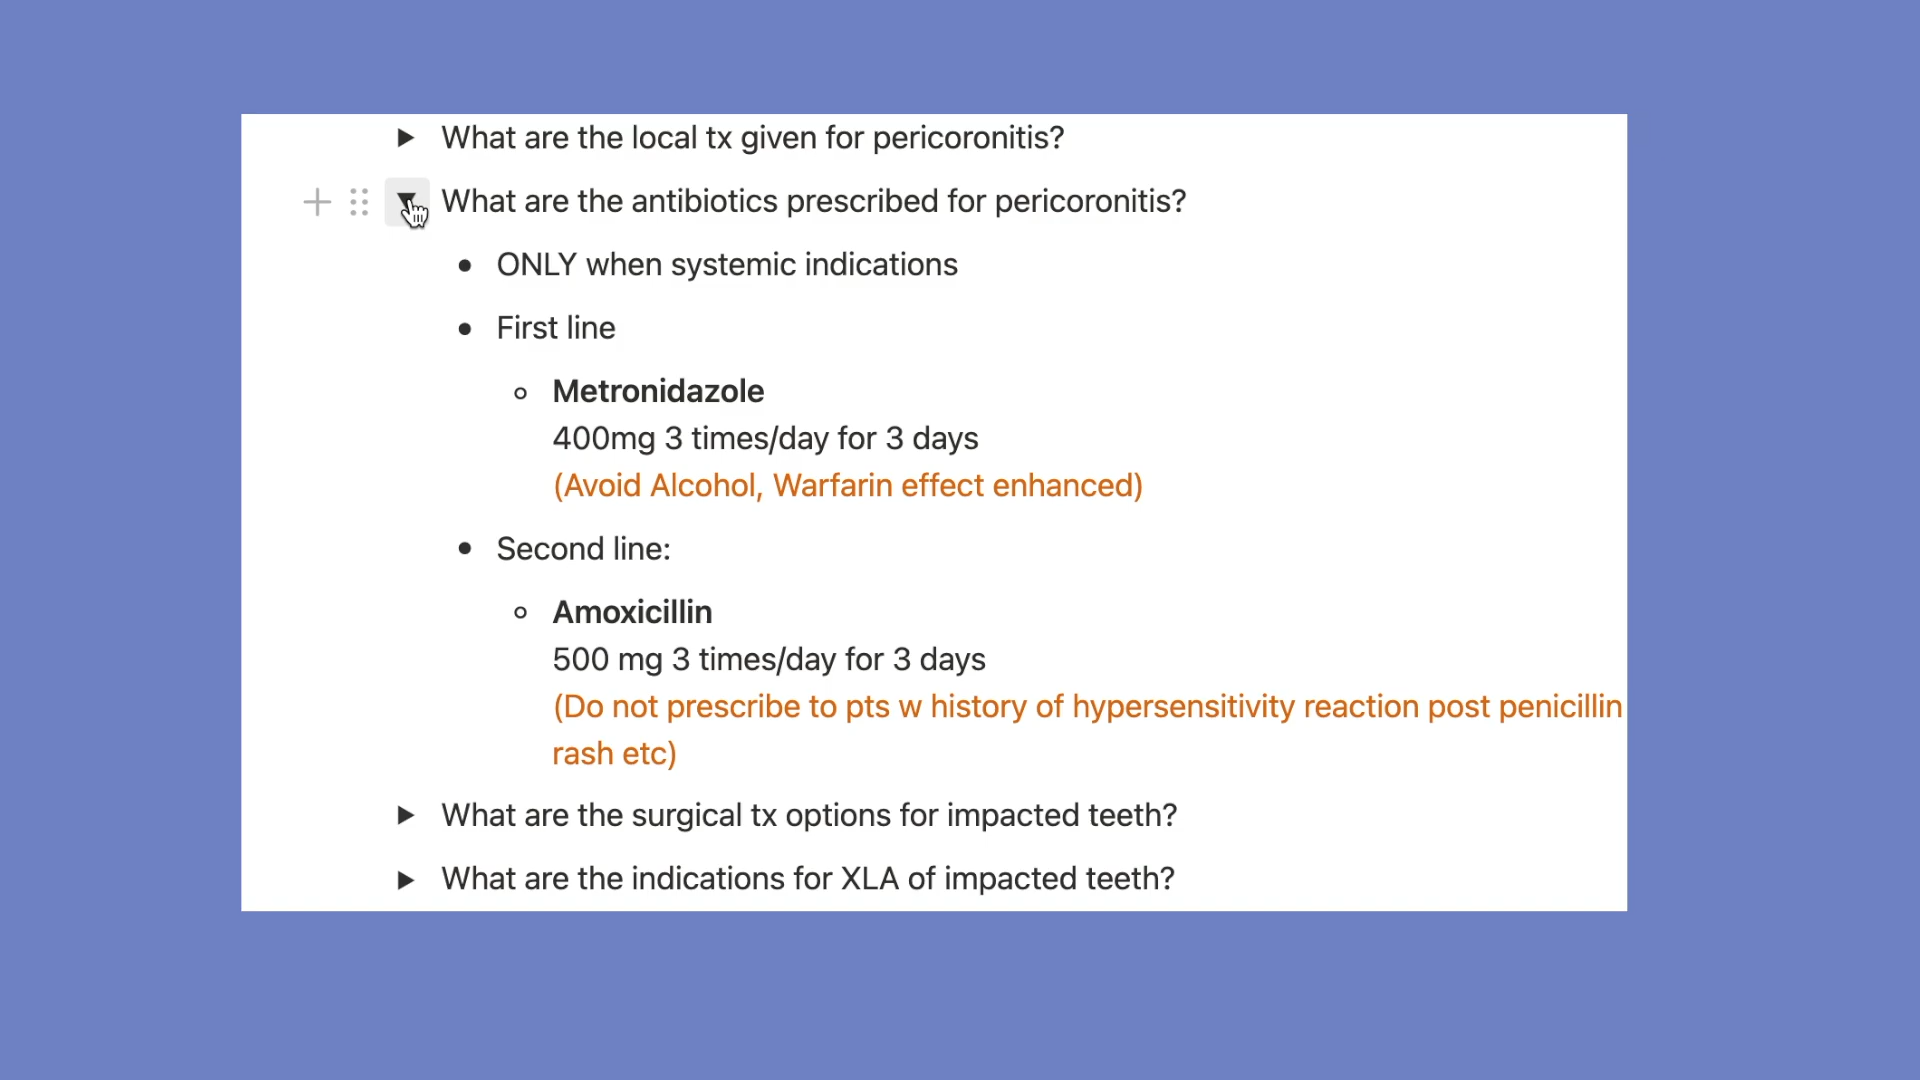 What are the local tx given for pericoronitis?
What are the antibiotics prescribed for pericoronitis?
ONLY when systemic indications
First line
Metronidazole
400mg 3 times/day for 3 days
(Avoid Alcohol, Warfarin effect enhanced)
Second line:
Amoxicillin
500 mg 3 times/day for 3 days
(Do not prescribe to pts w history of hypersensitivity reaction post penicillin
rash etc)
What are the surgical tx options for impacted teeth?
What are the indications for XLA of impacted teeth?